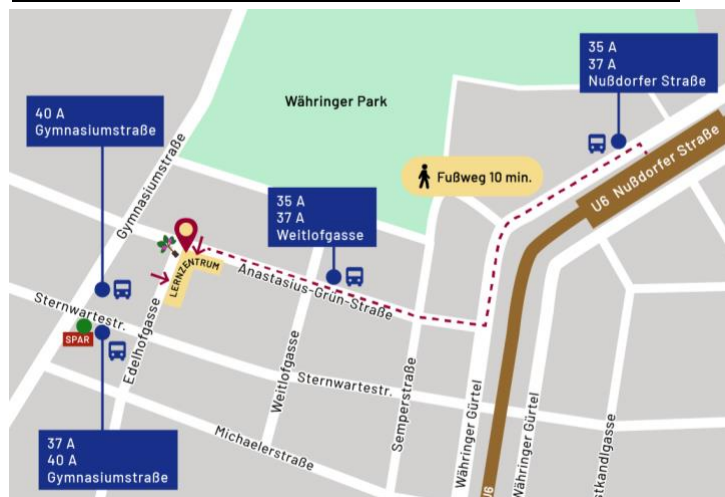 35 A
37 A
Nußdorfer Straße
40 A
Gymnasiumstraße
Währinger Park
Gymnasiumstraße
Fußweg 10 min.
U6 Nußdorfer Straße
35 A
37 A
Weitlofgasse
LERNZENTRUM
Anastasius-Grün-Straße
Sternwartestr.
SPAR
Edelhofgasse
Weitlofgasse
Sternwartestr.
Semperstraße
Währinger Gürtel
Währinger Gürtel
stkandlgasse
Michaelerstraße
37 A
40 A
Gymnasiumstraße
U6